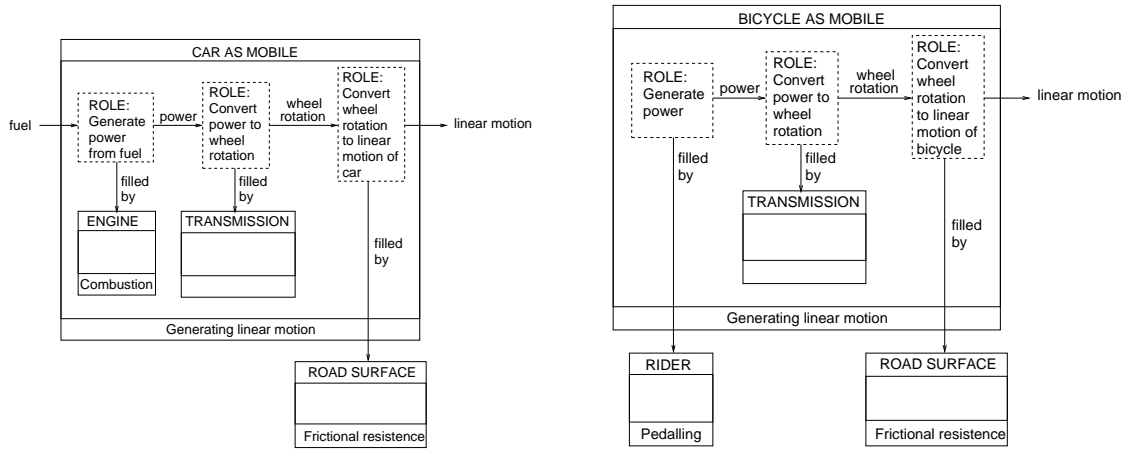 CAR AS MOBILE
fuel
ROLE:
Generate
power
from fuel
power
ROLE:
Convert
power to
wheel
rotation
wheel
rotation
ROLE:
Convert
wheel
rotation
to linear
motion of
car
linear motion
filled
by
filled
by
filled
by
ENGINE
Combustion
TRANSMISSION
Generating linear motion
ROAD SURFACE
Frictional resistence
BICYCLE AS MOBILE
ROLE:
Generate
power
power
ROLE:
Convert
power to
wheel
rotation
wheel
rotation
ROLE:
Convert
wheel
rotation
to linear
motion of
bicycle
linear motion
filled
by
filled
by
filled
by
TRANSMISSION
Generating linear motion
RIDER
Pedalling
ROAD SURFACE
Frictional resistence